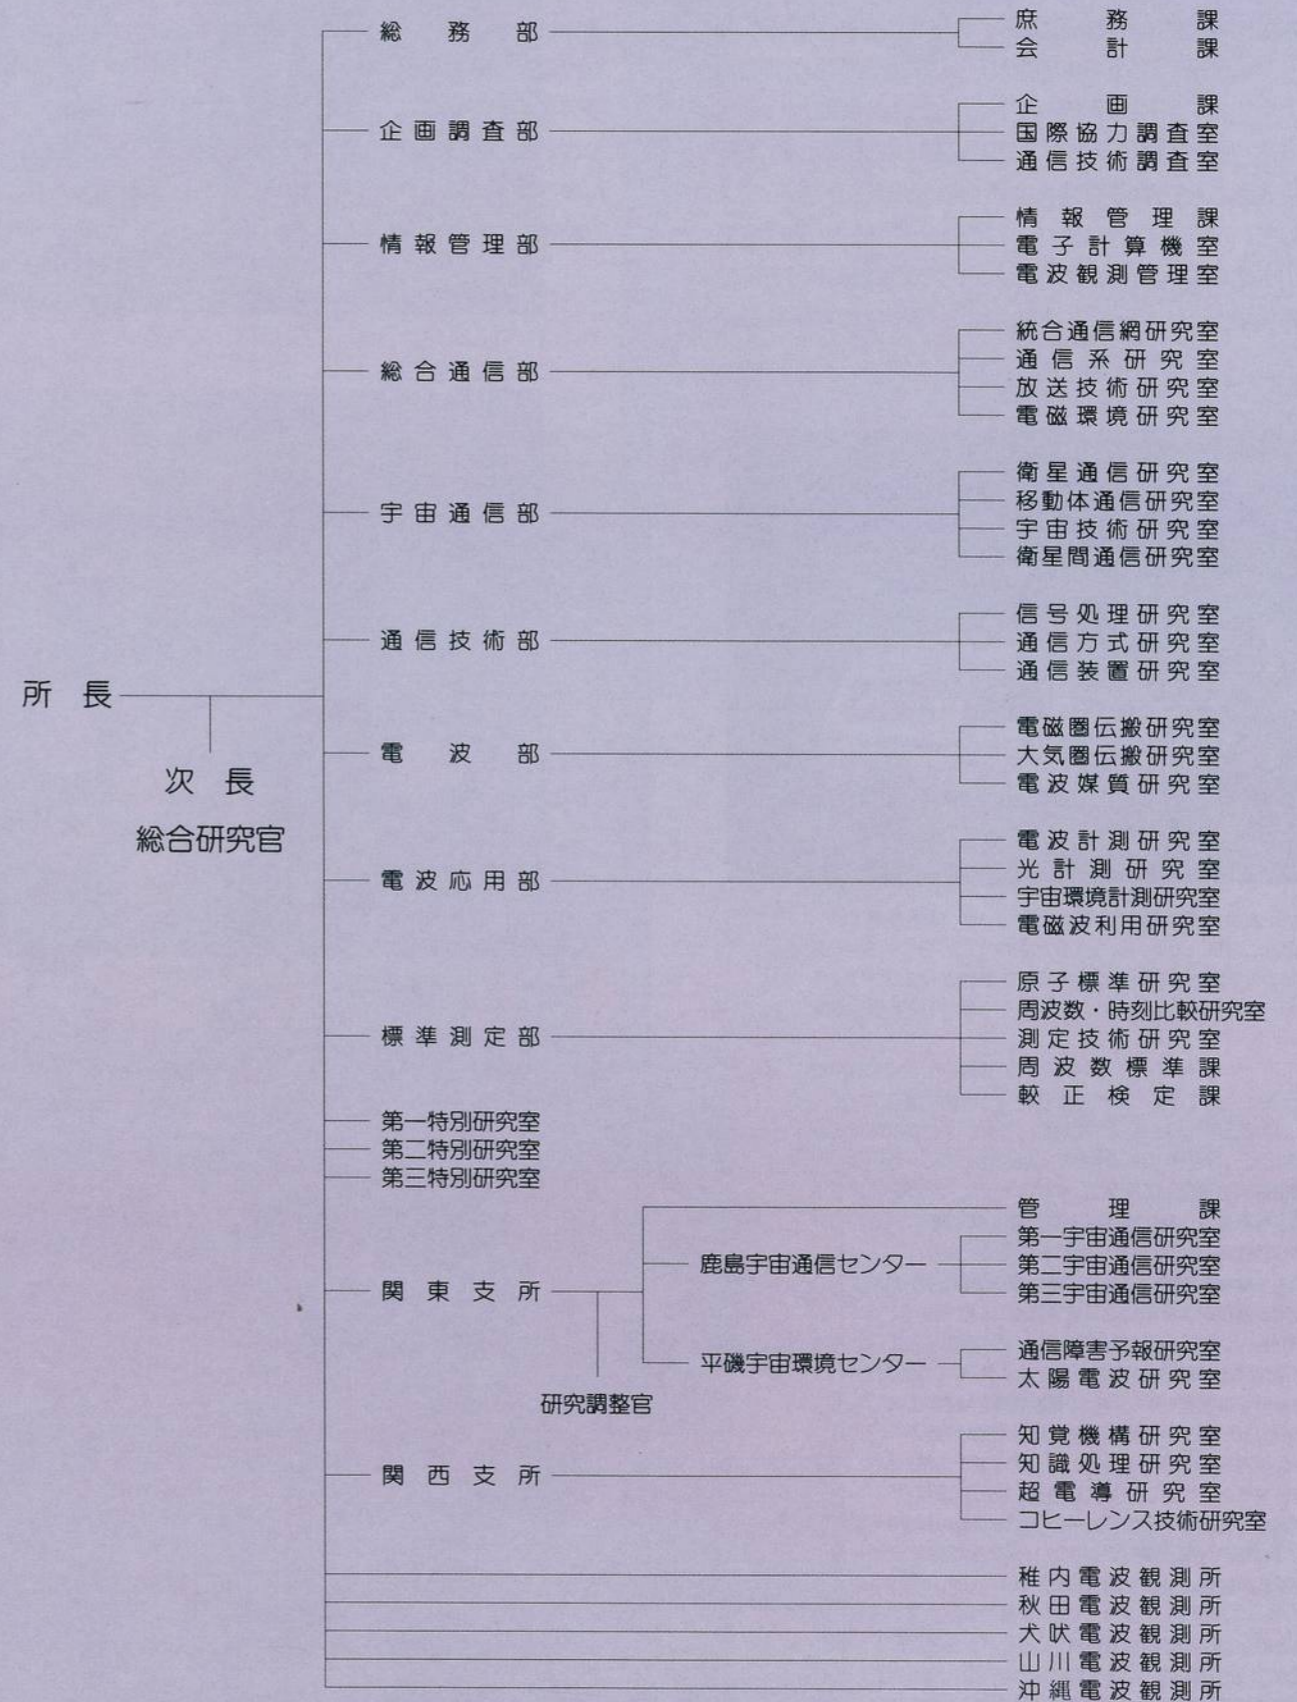 所長
次長
総合研究官
総務部
庶務課
会計課
企画調査部
企画課
国際協力調査室
通信技術調査室
情報管理部
情報管理課
電子計算機室
電波観測管理室
総合通信部
統合通信網研究室
通信系研究室
放送技術研究室
電磁環境研究室
宇宙通信部
衛星通信研究室
移動体通信研究室
宇宙技術研究室
衛星間通信研究室
通信技術部
信号処理研究室
通信方式研究室
通信装置研究室
電波部
電磁圏伝搬研究室
大気圏伝搬研究室
電波媒質研究室
電波応用部
電波計測研究室
光計測研究室
宇宙環境計測研究室
電磁波利用研究室
標準測定部
原子標準研究室
周波数・時刻比較研究室
測定技術研究室
周波数標準課
較正検定課
第一特別研究室
第二特別研究室
第三特別研究室
関東支所
研究調整官
管理課
鹿島宇宙通信センター
第一宇宙通信研究室
第二宇宙通信研究室
第三宇宙通信研究室
平磯宇宙環境センター
通信障害予報研究室
太陽電波研究室
関西支所
知覚機構研究室
知識処理研究室
超電導研究室
コヒーレンス技術研究室
稚内電波観測所
秋田電波観測所
犬吠電波観測所
山川電波観測所
沖縄電波観測所